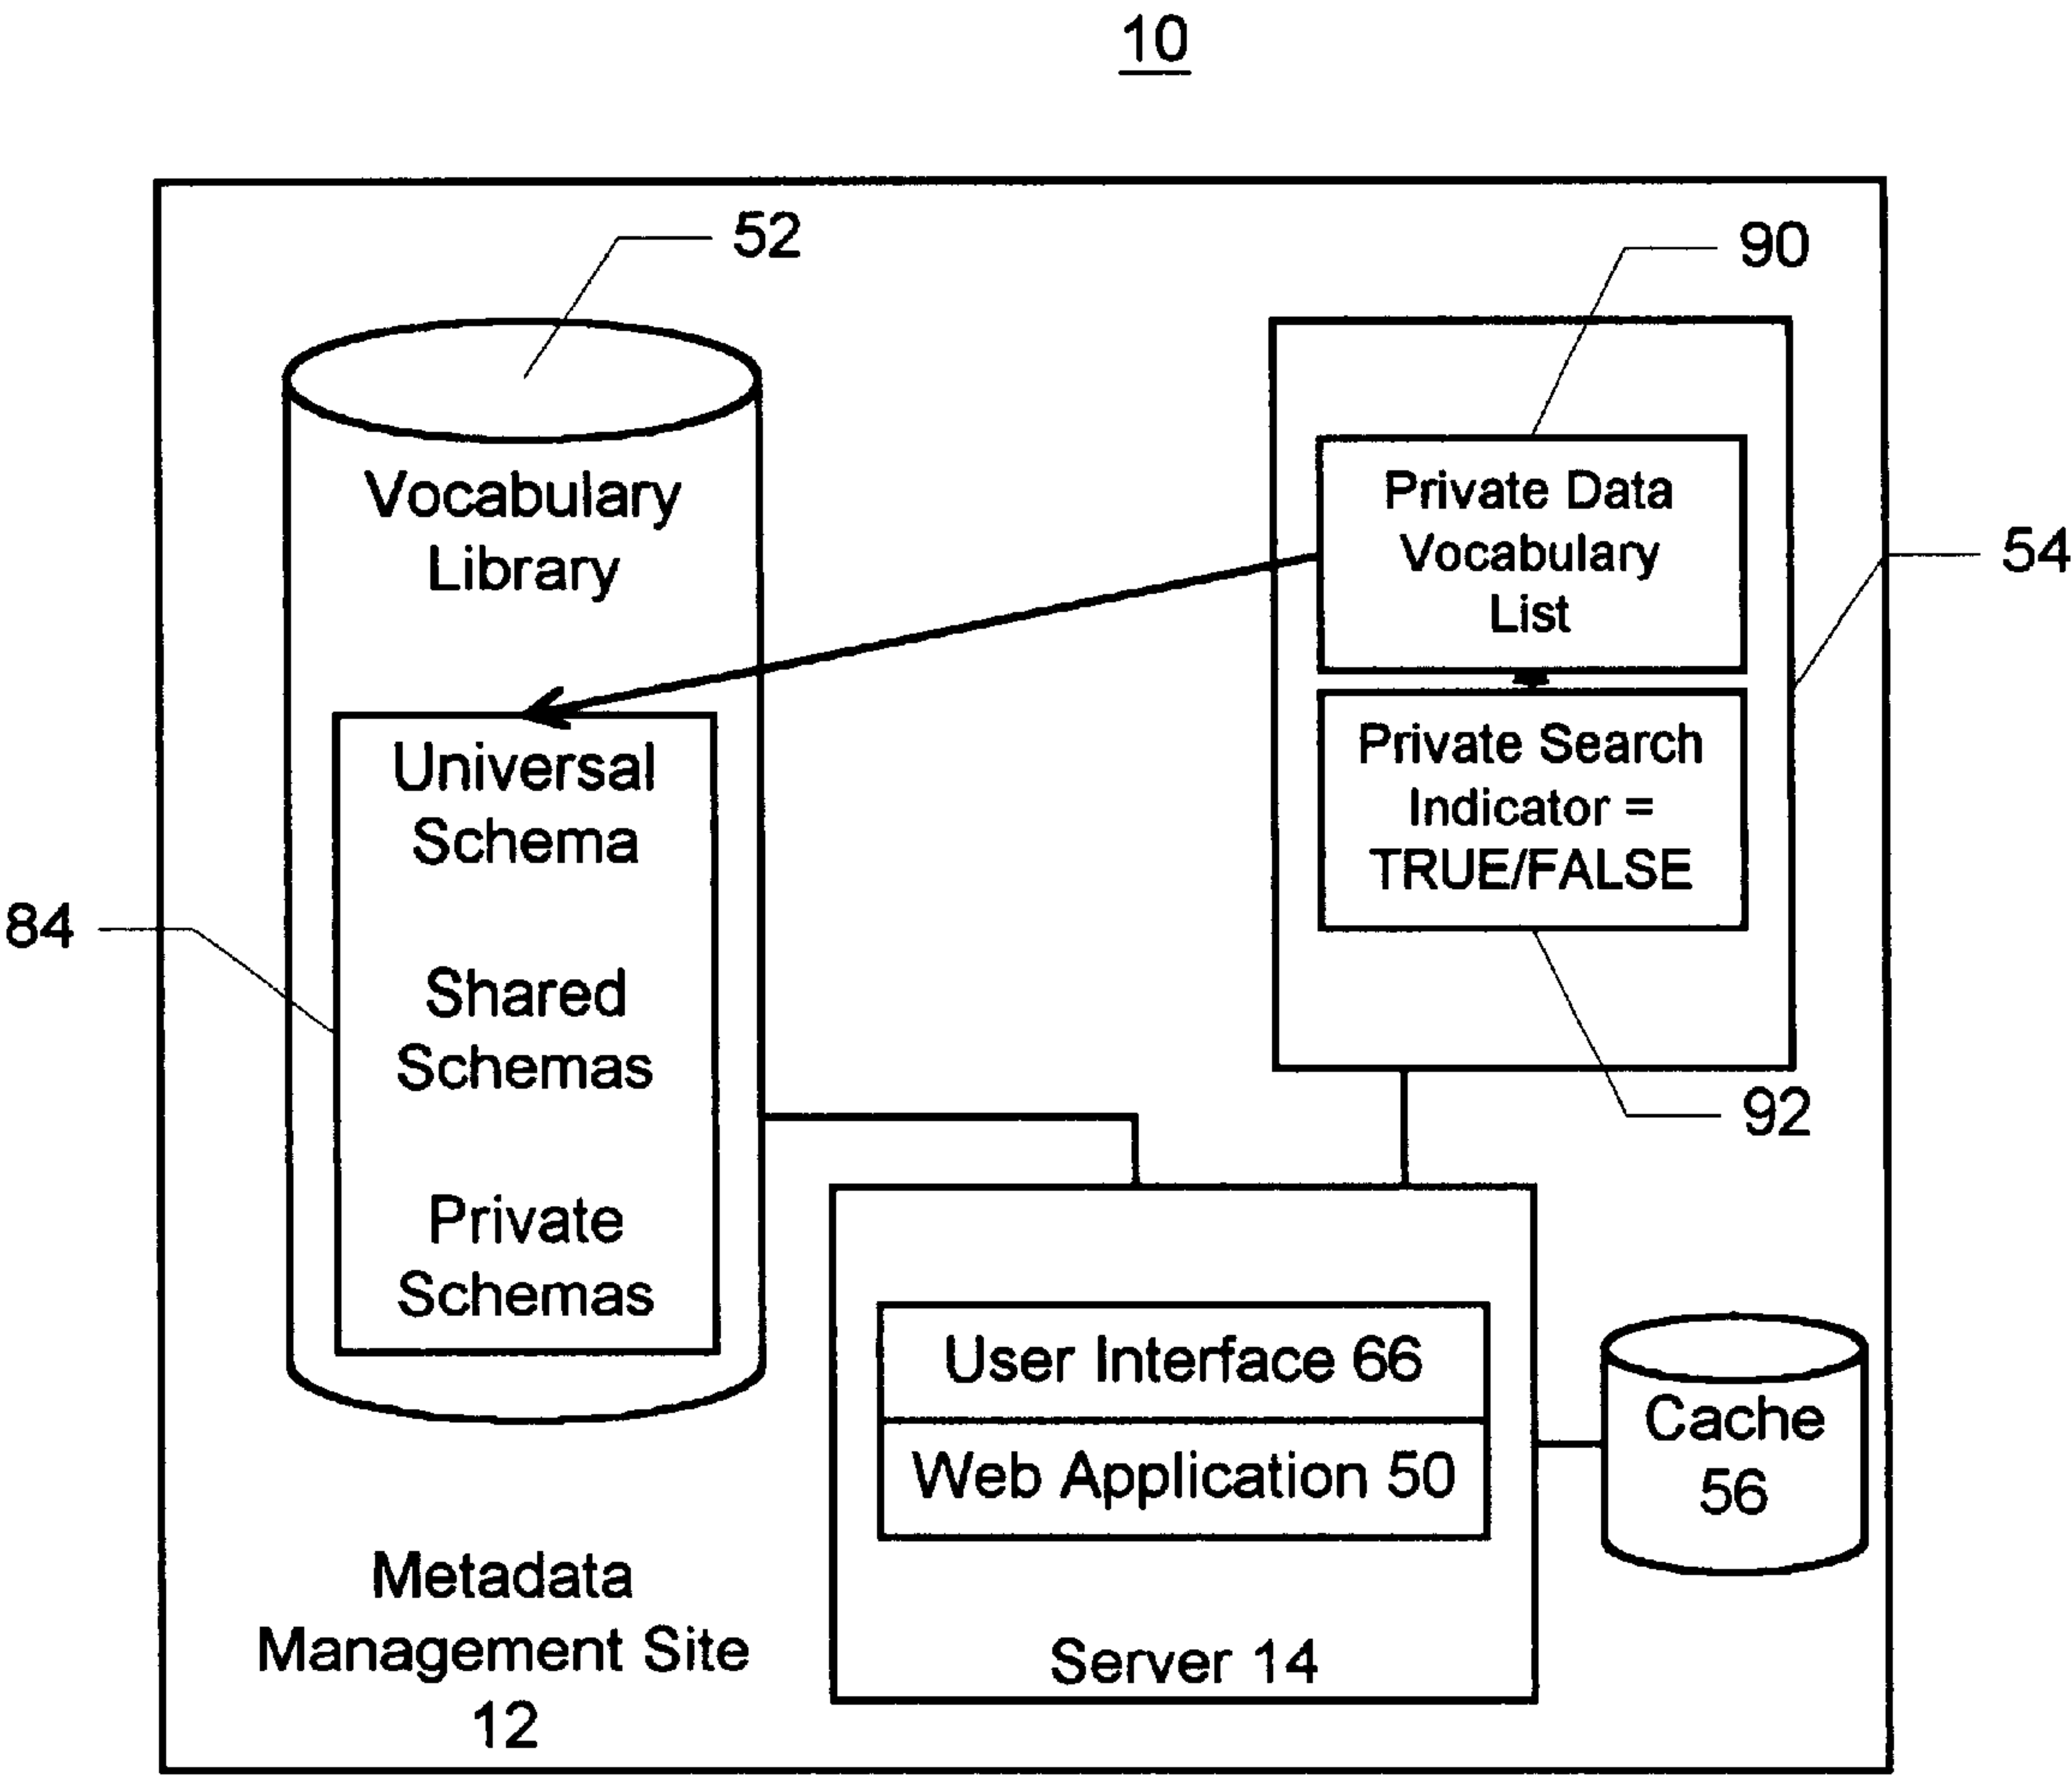 10
52
90
Vocabulary
Library
Private Data
Vocabulary
List
54
Private Search
Indicator =
TRUE/FALSE
Universal
Schema
84
Shared
Schemas
92
Private
Schemas
User Interface 66
Web Application 50
Cache
56
Metadata
Management Site
12
Server 14